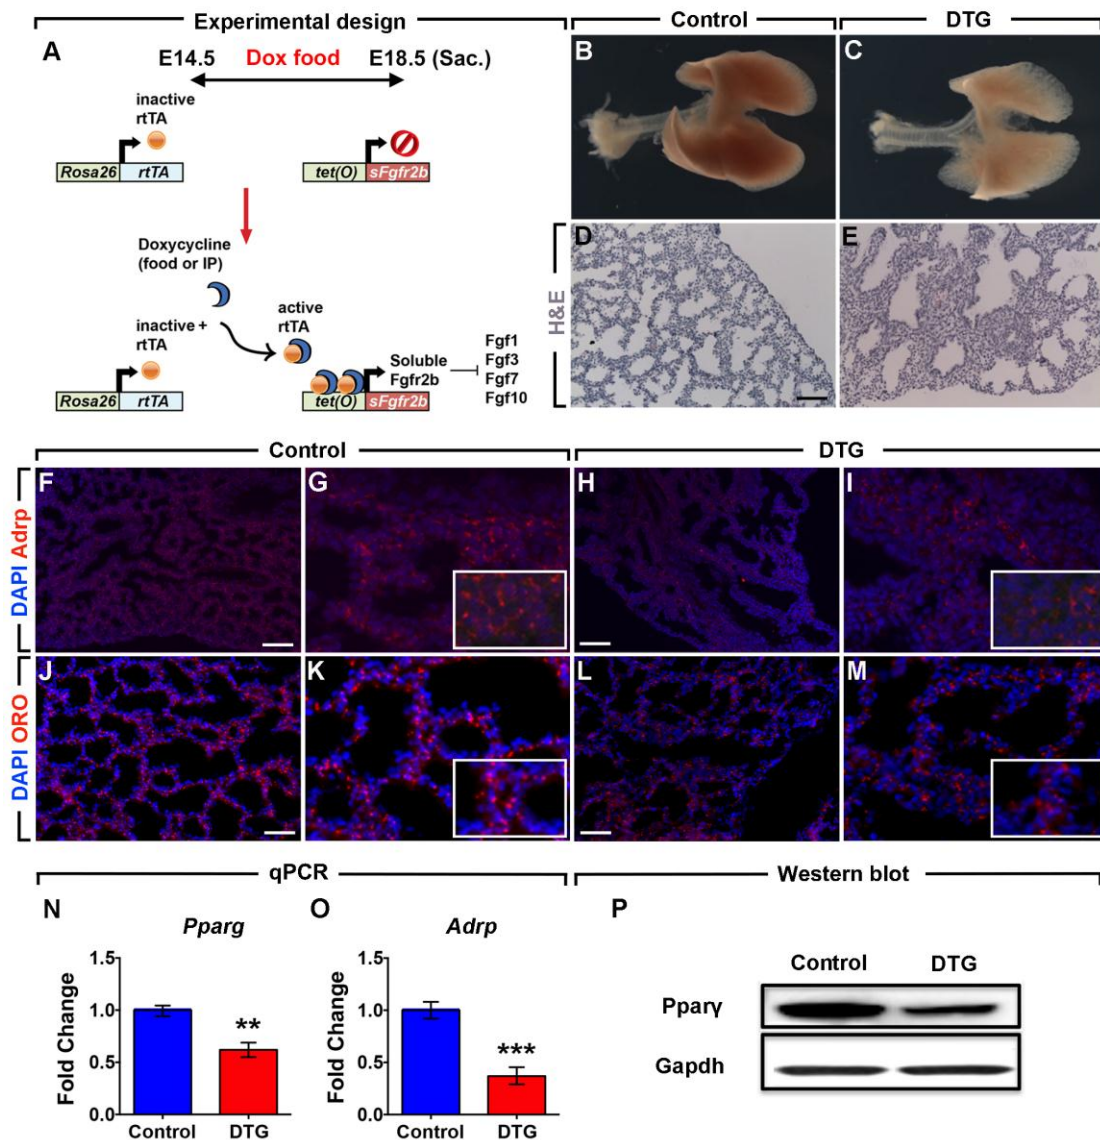 Experimental design
Control
DTG
A
E14.5
Dox food
E18.5 (Sac.)
inactive
rtTA
Rosa26
rtTA
tet(O)
sFgfr2b
Doxycycline
(food or IP)
inactive +
rtTA
active
rtTA
Rosa26
rtTA
Soluble
Fgfr2b
tet(O)
sFgfr2b
Fgf1
Fgf3
Fgf7
Fgf10
B
C
H&E
D
E
Control
DTG
DAPI Adrp
F
G
H
I
DAPI ORO
J
K
L
M
qPCR
Western blot
N
Pparg
Fold Change
1.5
1.0
0.5
0.0
**
Control
DTG
O
Adrp
Fold Change
1.5
1.0
0.5
0.0
***
Control
DTG
P
Control
DTG
Pparγ
Gapdh